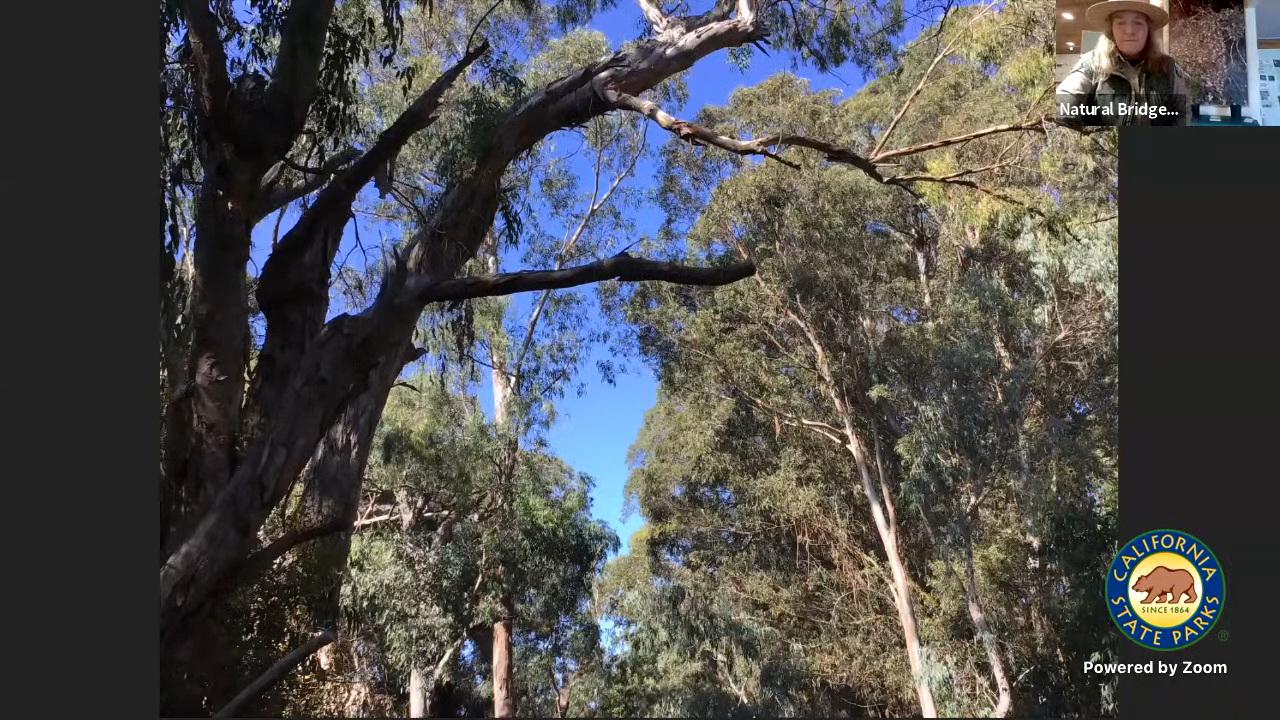 Natural Bridge...
CALIFORNIA
SINCE 1864
STATE PARKS
®
Powered by Zoom